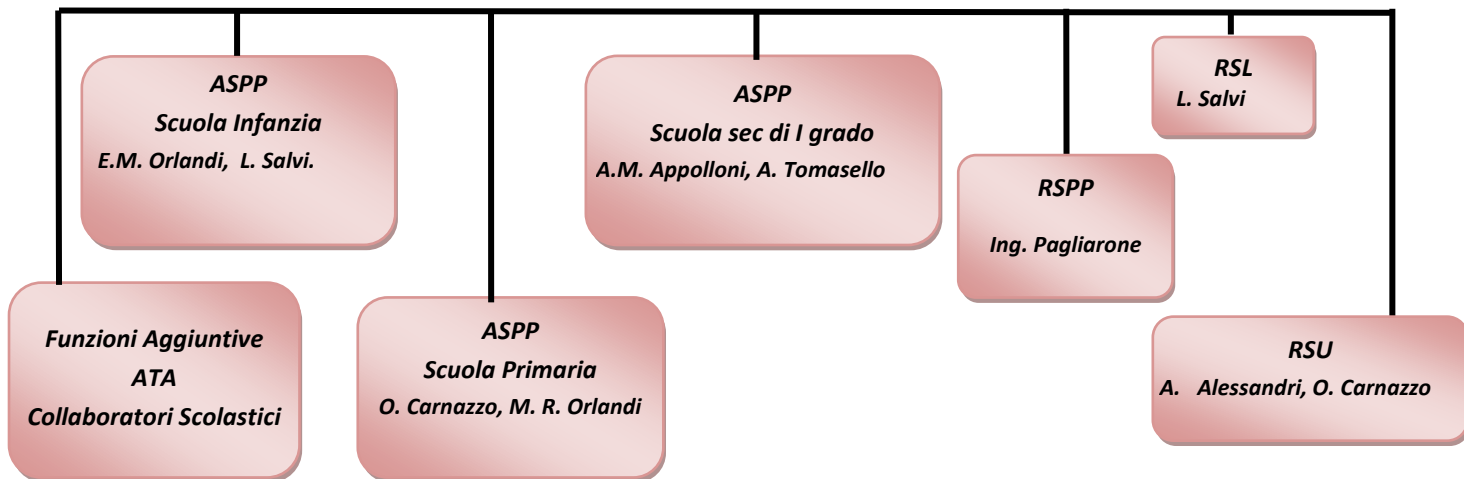 ASPP
Scuola Infanzia
E.M. Orlandi, L. Salvi.
ASPP
Scuola sec di I grado
A.M. Appolloni, A. Tomasello
RSL
L. Salvi
RSPP
Ing. Pagliarone
Funzioni Aggiuntive
ATA
Collaboratori Scolastici
ASPP
Scuola Primaria
O. Carnazzo, M. R. Orlandi
RSU
A. Alessandri, O. Carnazzo